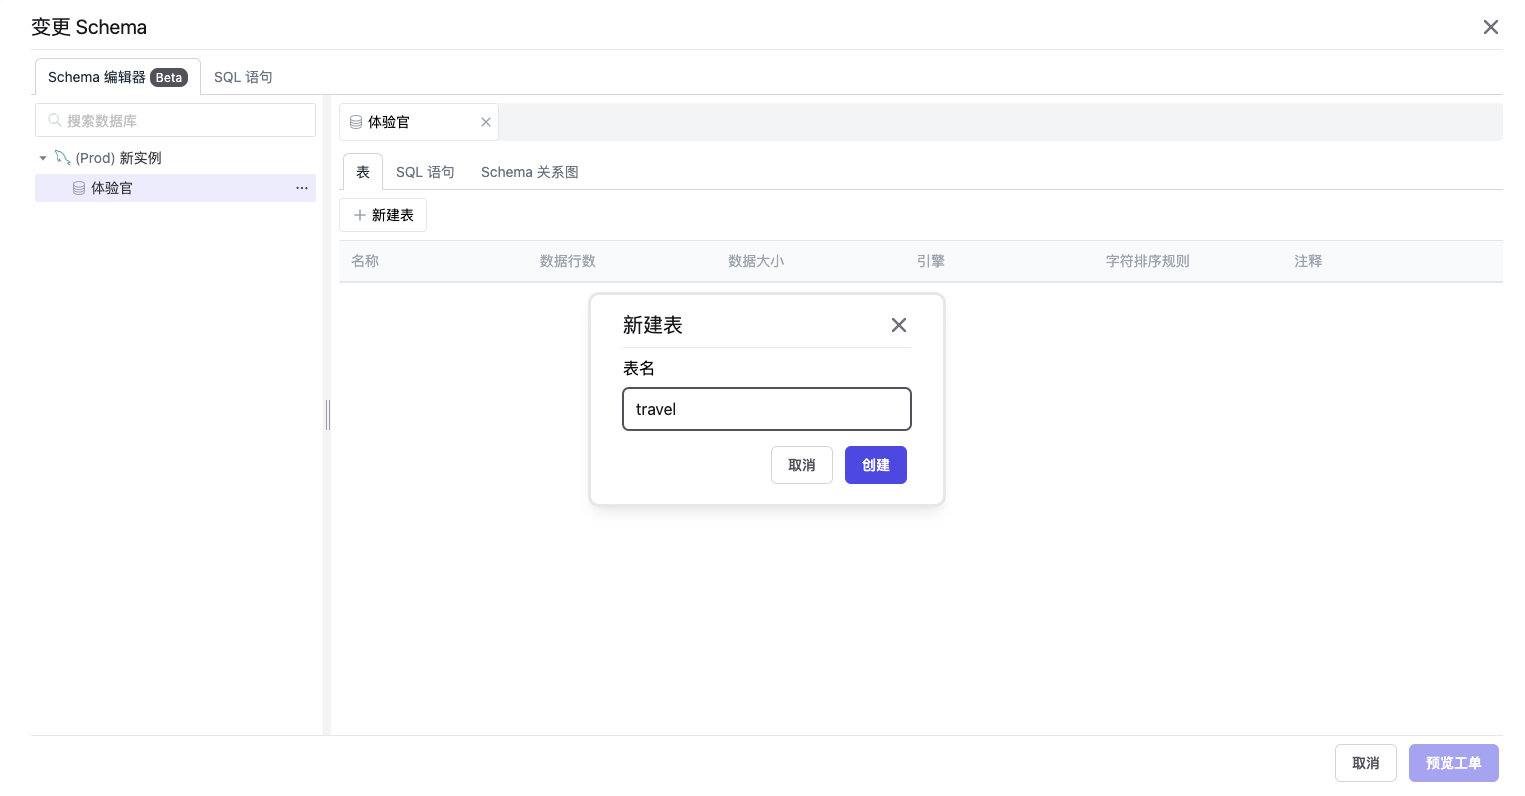 变更 Schema
Schema 编辑器 Beta
SQL 语句
搜索数据库
(Prod) 新实例
体验官
体验官
表
SQL 语句
Schema 关系图
新建表
名称 数据行数 数据大小 引擎 字符排序规则 注释
新建表
表名
travel
取消
创建
取消
预览工单